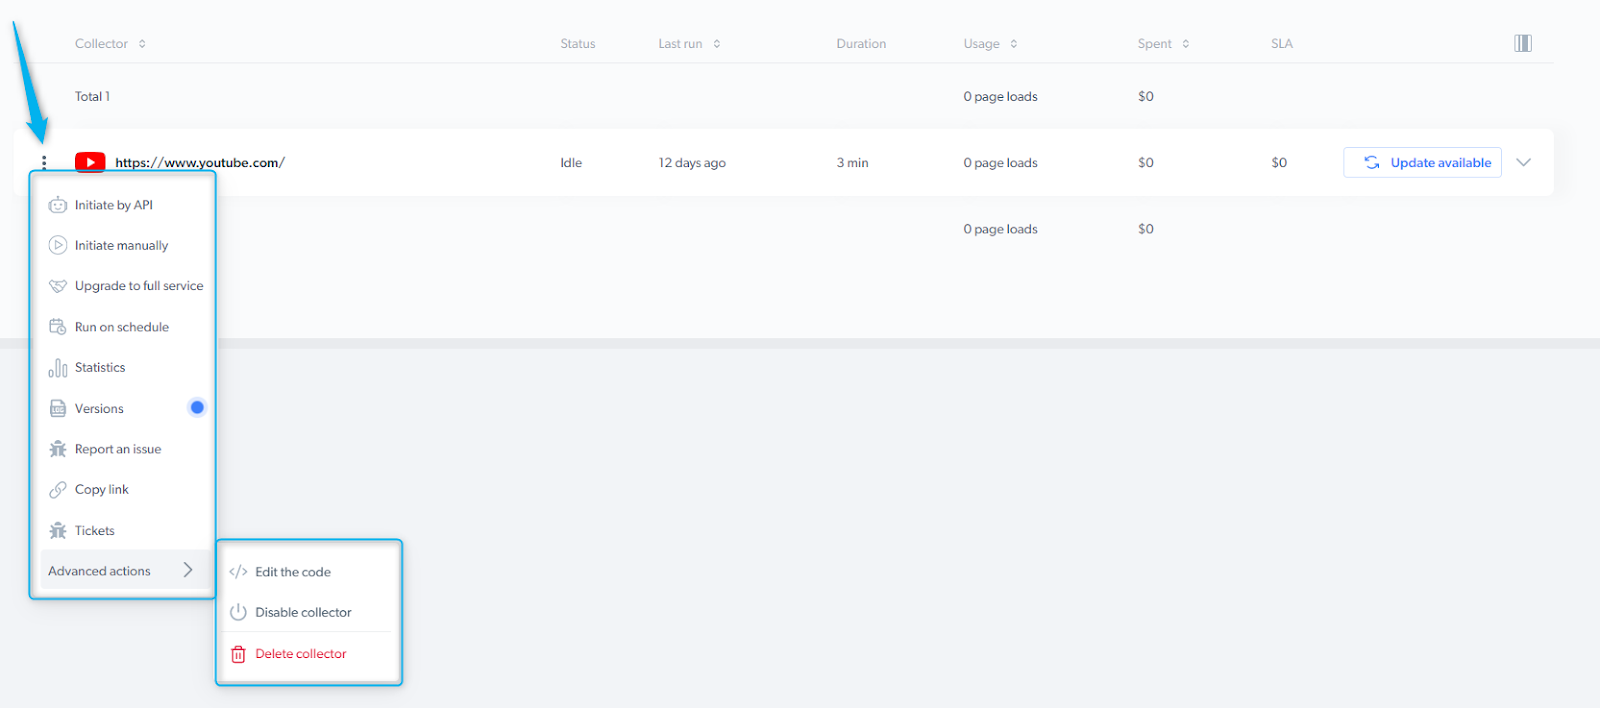 Collector Status Last run Duration Usage Spent SLA
Total 1 0 page loads $0
https://www.youtube.com/ Idle 12 days ago 3 min 0 page loads $0 $0 Update available
0 page loads $0
Initiate by API
Initiate manually
Upgrade to full service
Run on schedule
Statistics
Versions
Report an issue
Copy link
Tickets
Advanced actions
Edit the code
Disable collector
Delete collector